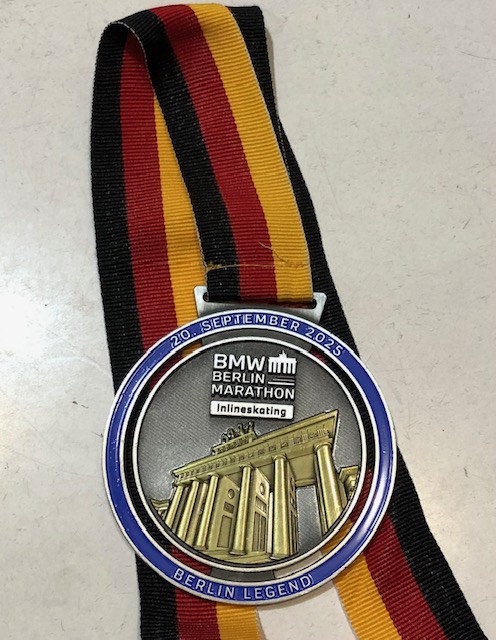 20. SEPTEMBER 2025
BMW
BERLIN
MARATHON
Inlineskating
BERLIN LEGEND